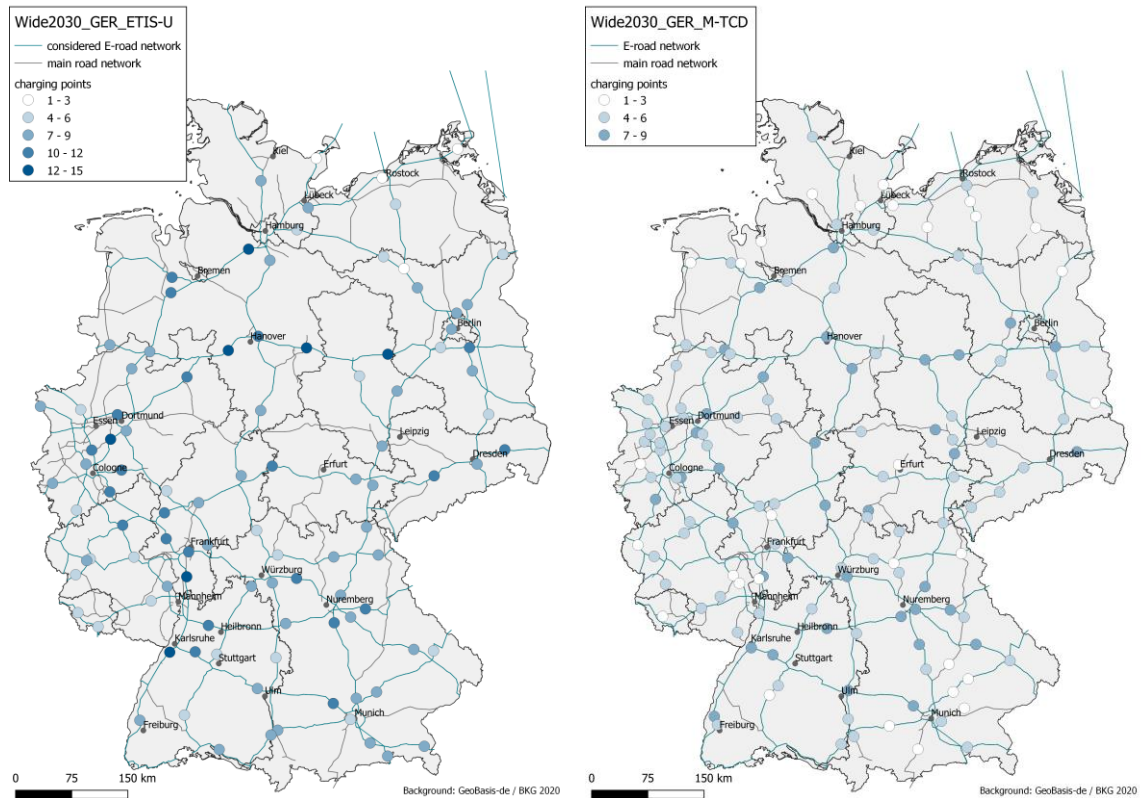 Wide2030_GER_ETIS-U
considered E-road network
main road network
charging points
1 - 3
4 - 6
7 - 9
10 - 12
12 - 15
Kiel
Rostock
Lübeck
Hamburg
Bremen
Berlin
Hanover
Dortmund
Essen
Leipzig
Dresden
Cologne
Erfurt
Frankfurt
Würzburg
Mannheim
Nuremberg
Heilbronn
Karlsruhe
Stuttgart
Ulm
Munich
Freiburg
0 75 150 km
Background: GeoBasis-de / BKG 2020
Wide2030_GER_M-TCD
E-road network
main road network
charging points
1 - 3
4 - 6
7 - 9
Kiel
Rostock
Lübeck
Hamburg
Bremen
Berlin
Hanover
Dortmund
Essen
Leipzig
Dresden
Cologne
Erfurt
Frankfurt
Würzburg
Mannheim
Nuremberg
Heilbronn
Karlsruhe
Stuttgart
Ulm
Munich
Freiburg
0 75 150 km
Background: GeoBasis-de / BKG 2020